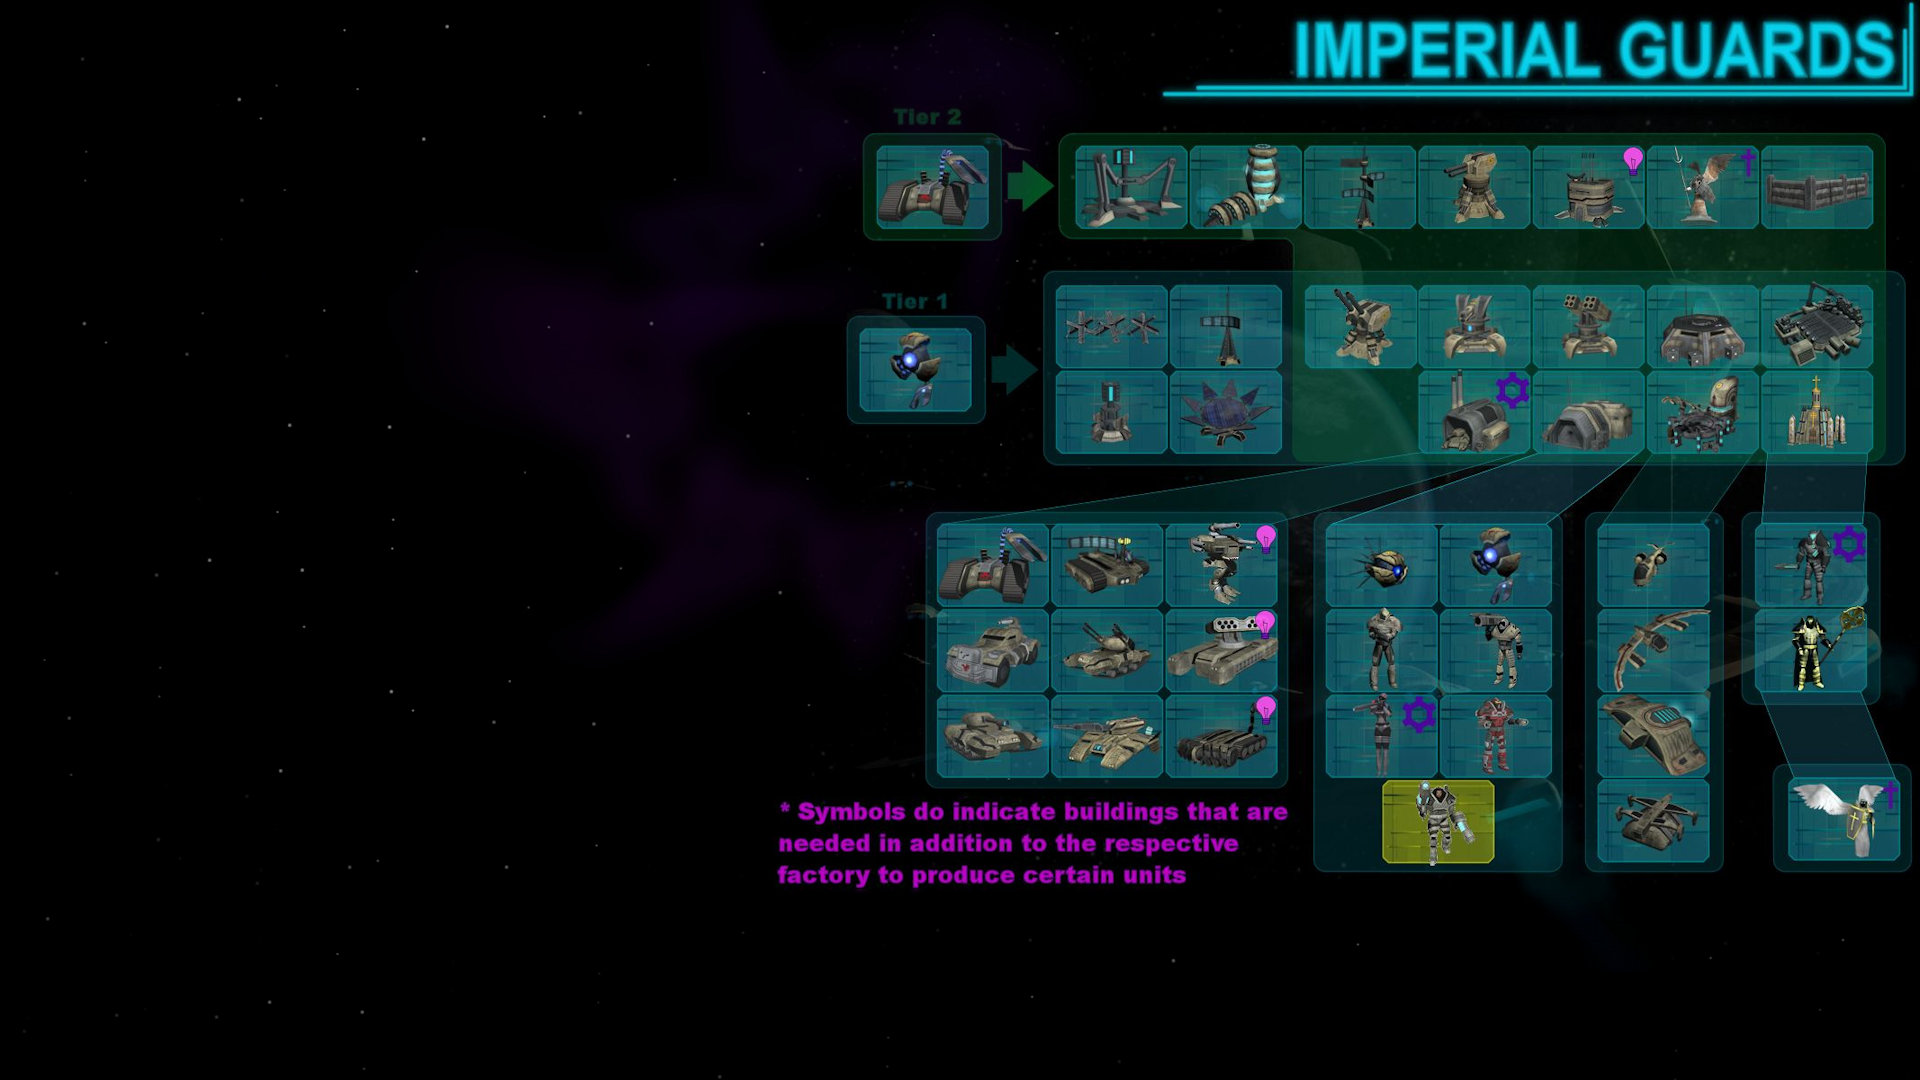 IMPERIAL GUARDS
Tier 2
Tier 1
* Symbols do indicate buildings that are
needed in addition to the respective
factory to produce certain units